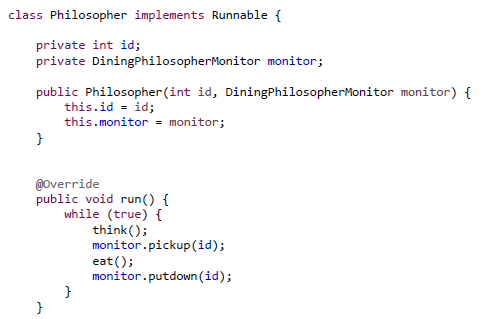 class Philosopher implements Runnable {
private int id;
private DiningPhilosopherMonitor monitor;
public Philosopher(int id, DiningPhilosopherMonitor monitor) {
this.id = id;
this.monitor = monitor;
}
@Override
public void run() {
while (true) {
think();
monitor.pickup(id);
eat();
monitor.putdown(id);
}
}